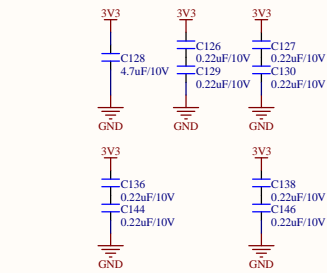 3V3 3V3 3V3
C128 C126 C127
4.7uF/10V 0.22uF/10V 0.22uF/10V
C129 C130
0.22uF/10V 0.22uF/10V
GND GND GND
3V3 3V3
C136 C138
0.22uF/10V 0.22uF/10V
C144 C146
0.22uF/10V 0.22uF/10V
GND GND